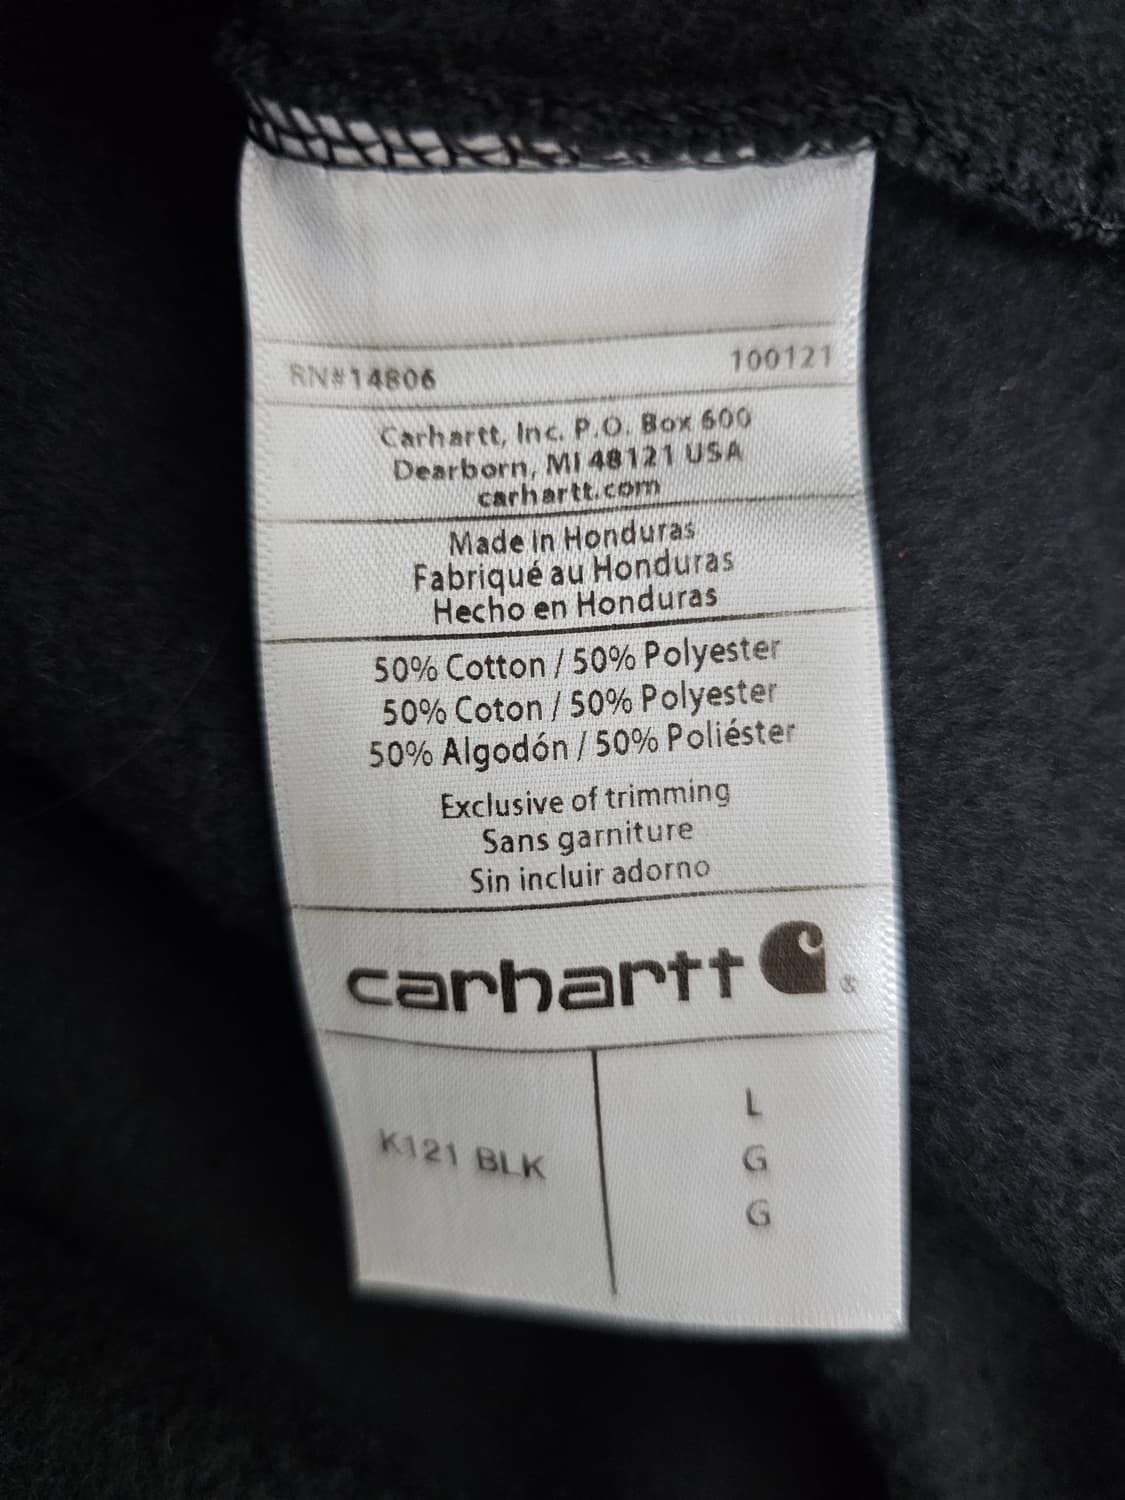 RN#14806 100121
Carhartt, Inc. P.O. Box 600
Dearborn, MI 48121 USA
carhartt.com
Made in Honduras
Fabriqué au Honduras
Hecho en Honduras
50% Cotton / 50% Polyester
50% Coton / 50% Polyester
50% Algodón / 50% Poliéster
Exclusive of trimming
Sans garniture
Sin incluir adorno
carhartt ®
K121 BLK
L
G
G